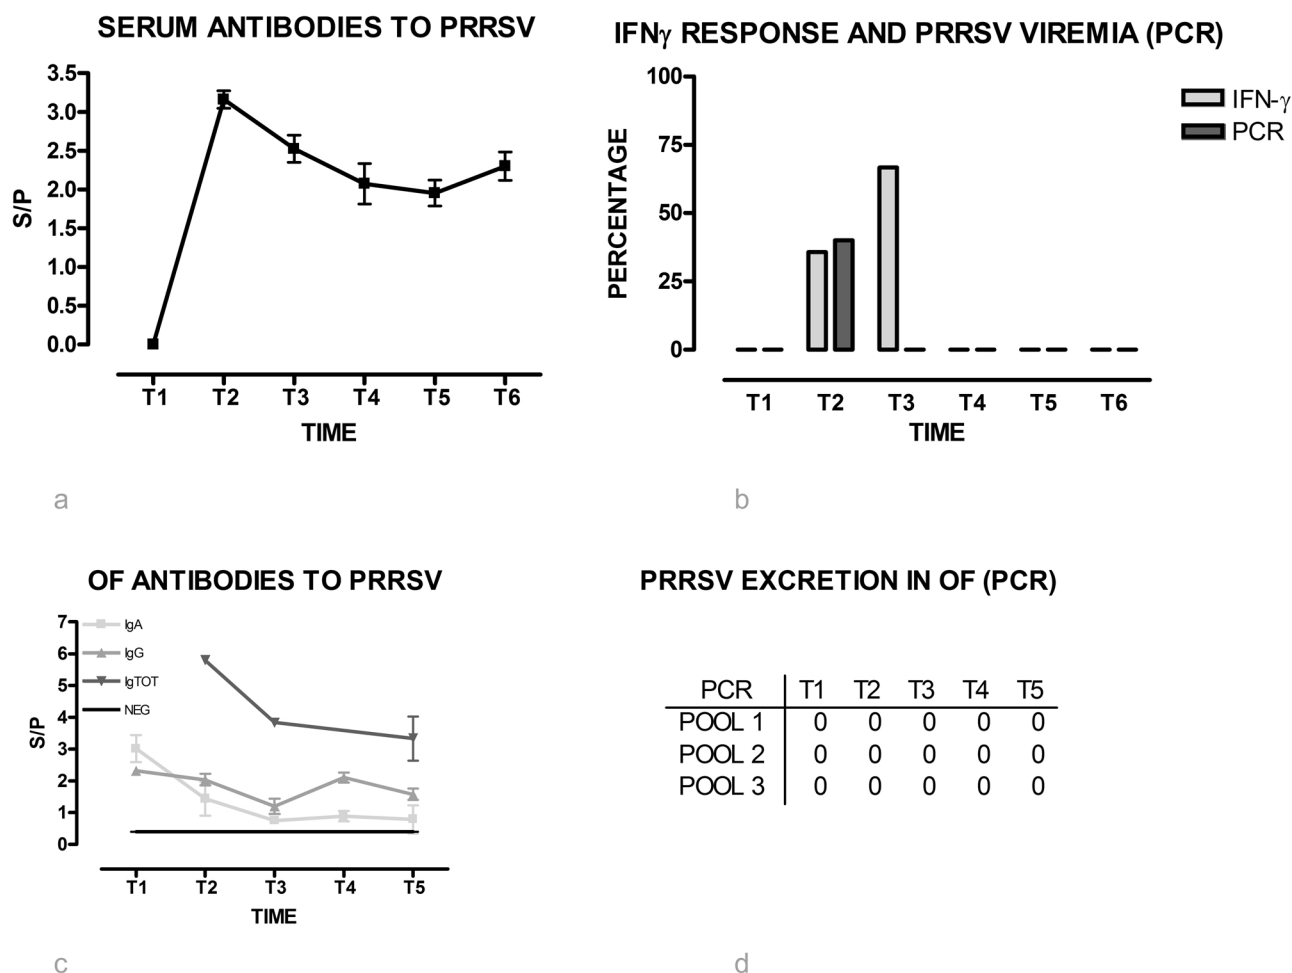 SERUM ANTIBODIES TO PRRSV
3.5
3.0
2.5
2.0
1.5
1.0
0.5
0.0
S/P
T1 T2 T3 T4 T5 T6
TIME
a
IFNγ RESPONSE AND PRRSV VIREMIA (PCR)
100
75
50
25
0
PERCENTAGE
IFN-γ
PCR
T1 T2 T3 T4 T5 T6
TIME
b
OF ANTIBODIES TO PRRSV
7
6
5
4
3
2
1
0
S/P
IgA
IgG
IgTOT
NEG
T1 T2 T3 T4 T5
TIME
c
PRRSV EXCRETION IN OF (PCR)
PCR T1 T2 T3 T4 T5
POOL 1 0 0 0 0 0
POOL 2 0 0 0 0 0
POOL 3 0 0 0 0 0
d